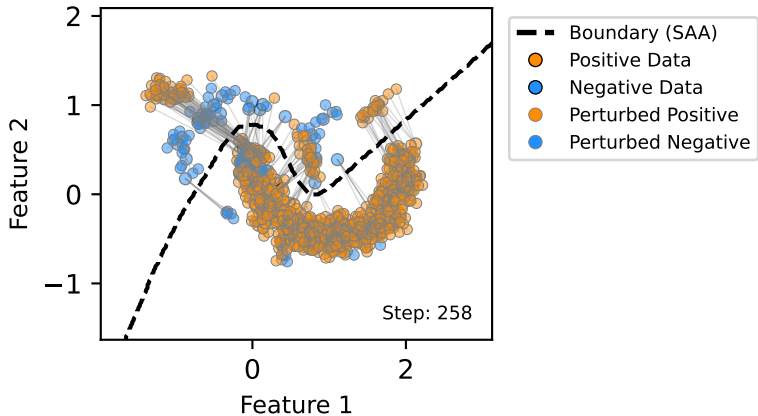 2
1
0
−1
Feature 2
0
2
Feature 1
Step: 258
Boundary (SAA)
Positive Data
Negative Data
Perturbed Positive
Perturbed Negative